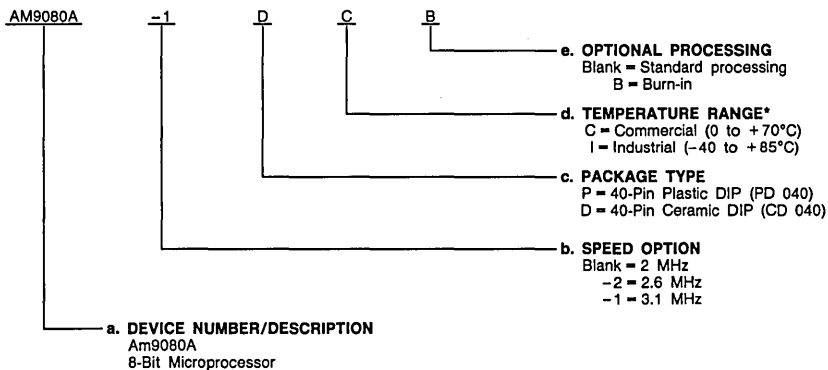 AM9080A -1 D C B
e. OPTIONAL PROCESSING
Blank = Standard processing
B = Burn-in
d. TEMPERATURE RANGE*
C = Commercial (0 to +70°C)
I = Industrial (-40 to +85°C)
c. PACKAGE TYPE
P = 40-Pin Plastic DIP (PD 040)
D = 40-Pin Ceramic DIP (CD 040)
b. SPEED OPTION
Blank = 2 MHz
-2 = 2.6 MHz
-1 = 3.1 MHz
a. DEVICE NUMBER/DESCRIPTION
Am9080A
8-Bit Microprocessor